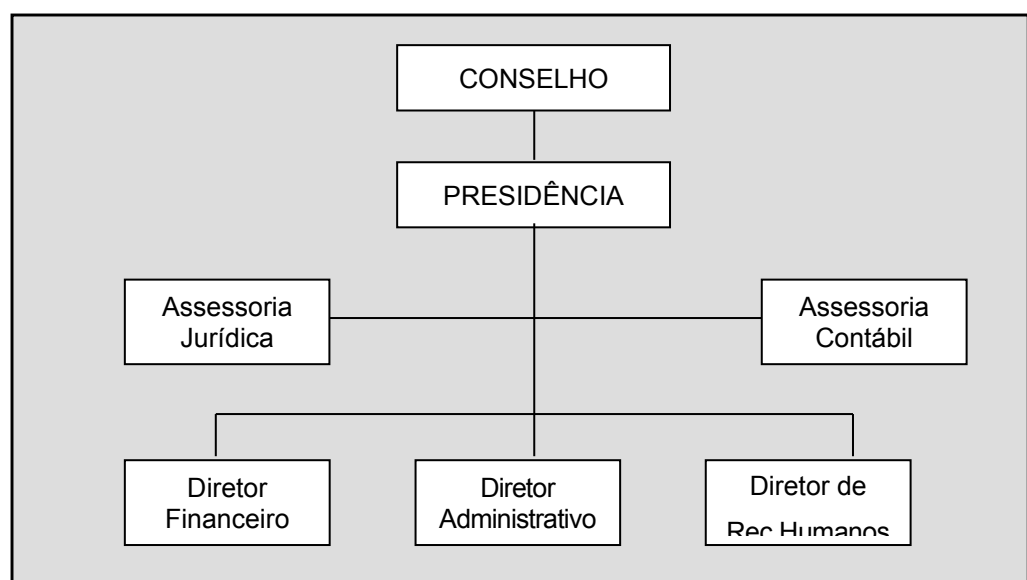 CONSELHO
PRESIDÊNCIA
Assessoria
Jurídica
Assessoria
Contábil
Diretor
Financeiro
Diretor
Administrativo
Diretor de
Rec Humanos